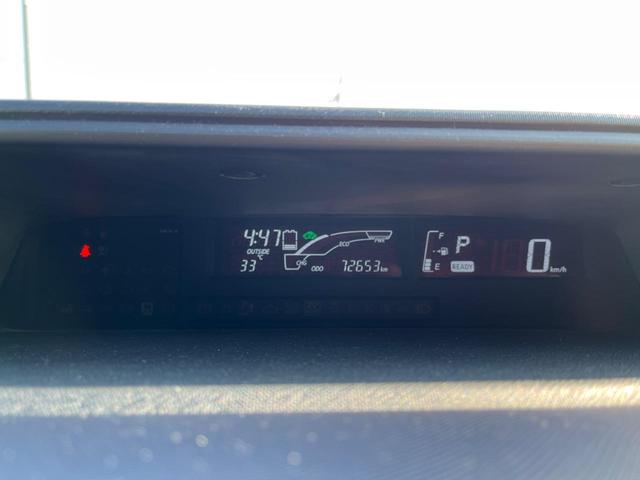 4:47
OUTSIDE
33°C
ECO
PWR
CHG
ODO 72653 km
F
E
P
READY
0 km/h